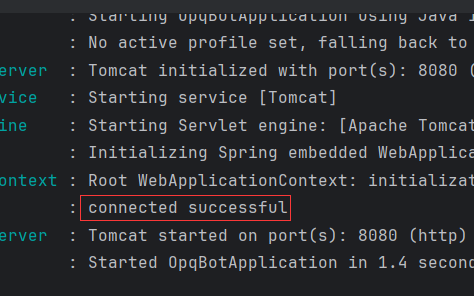 : Starting OpqBotApplication using Java
: No active profile set, falling back to
erver : Tomcat initialized with port(s): 8080 (
vice : Starting service [Tomcat]
ine : Starting Servlet engine: [Apache Tomcat
: Initializing Spring embedded WebApplica
ontext : Root WebApplicationContext: initializat
: connected successful
erver : Tomcat started on port(s): 8080 (http)
: Started OpqBotApplication in 1.4 second